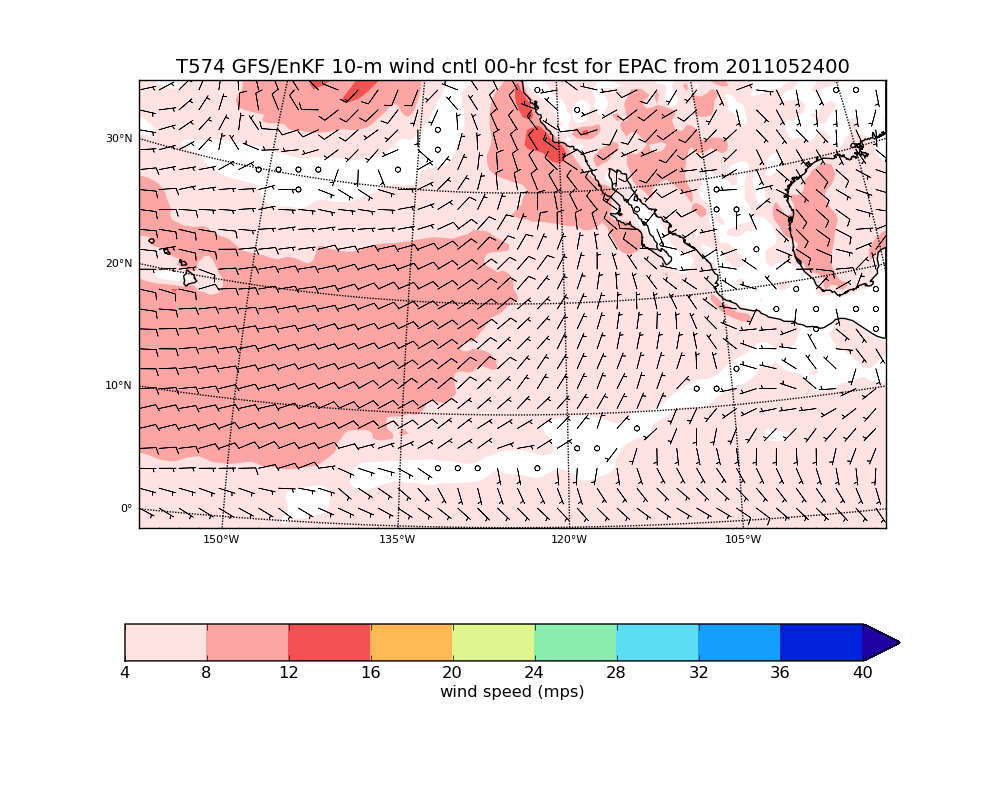 T574 GFS/EnKF 10-m wind cntl 00-hr fcst for EPAC from 2011052400
30°N
20°N
10°N
0°
150°W 135°W 120°W 105°W
4 8 12 16 20 24 28 32 36 40
wind speed (mps)